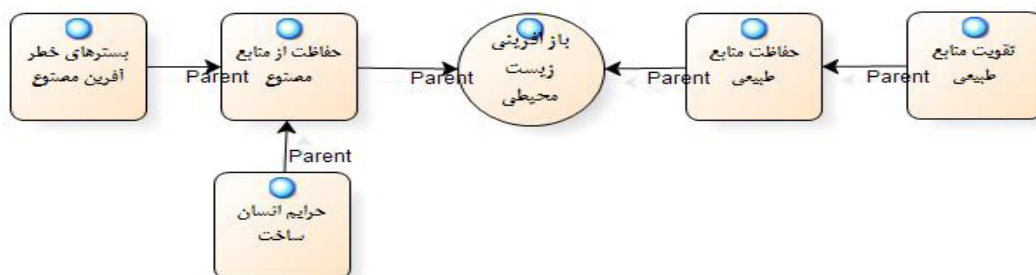 بسترهای خطر
آفرین مصنوع
Parent
حفاظت از منابع
مصنوع
Parent
باز آفرینی
زیست
محیطی
Parent
حفاظت منابع
طبیعی
Parent
تقویت منابع
طبیعی
Parent
حرایم انسان
ساخت